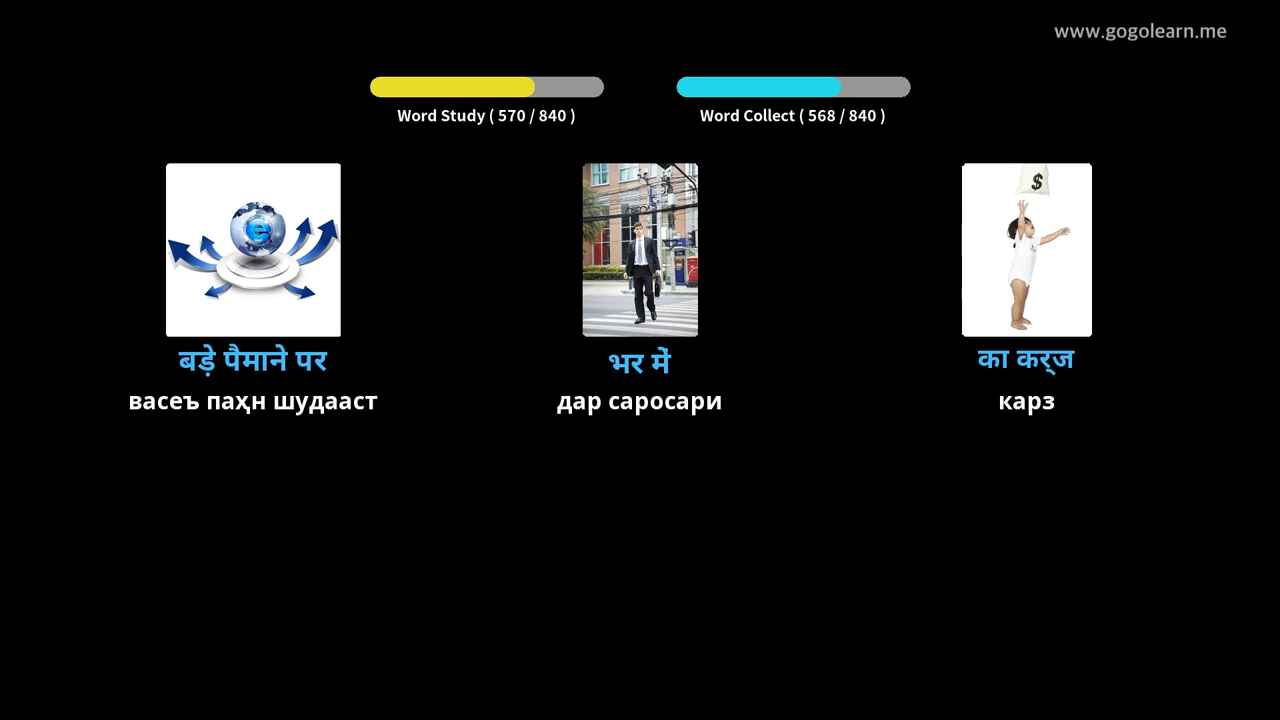 www.gogolearn.me
Word Study ( 570 / 840 )
Word Collect ( 568 / 840 )
बड़े पैमाने पर
भर में
का कर्ज
васеъ паҳн шудааст
дар саросари
карз